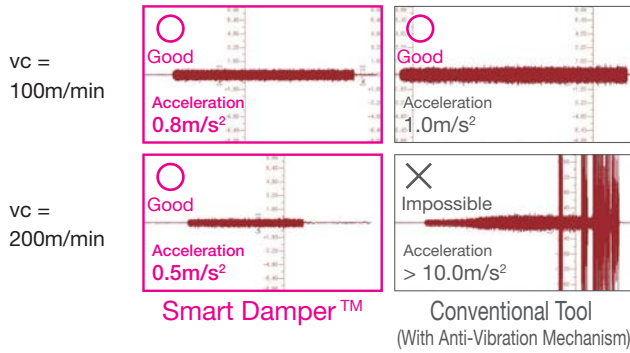 vc =
100m/min
Good
Acceleration
0.8m/s²
Good
Acceleration
1.0m/s²
vc =
200m/min
Good
Acceleration
0.5m/s²
Impossible
Acceleration
> 10.0m/s²
Smart Damper™
Conventional Tool
(With Anti-Vibration Mechanism)